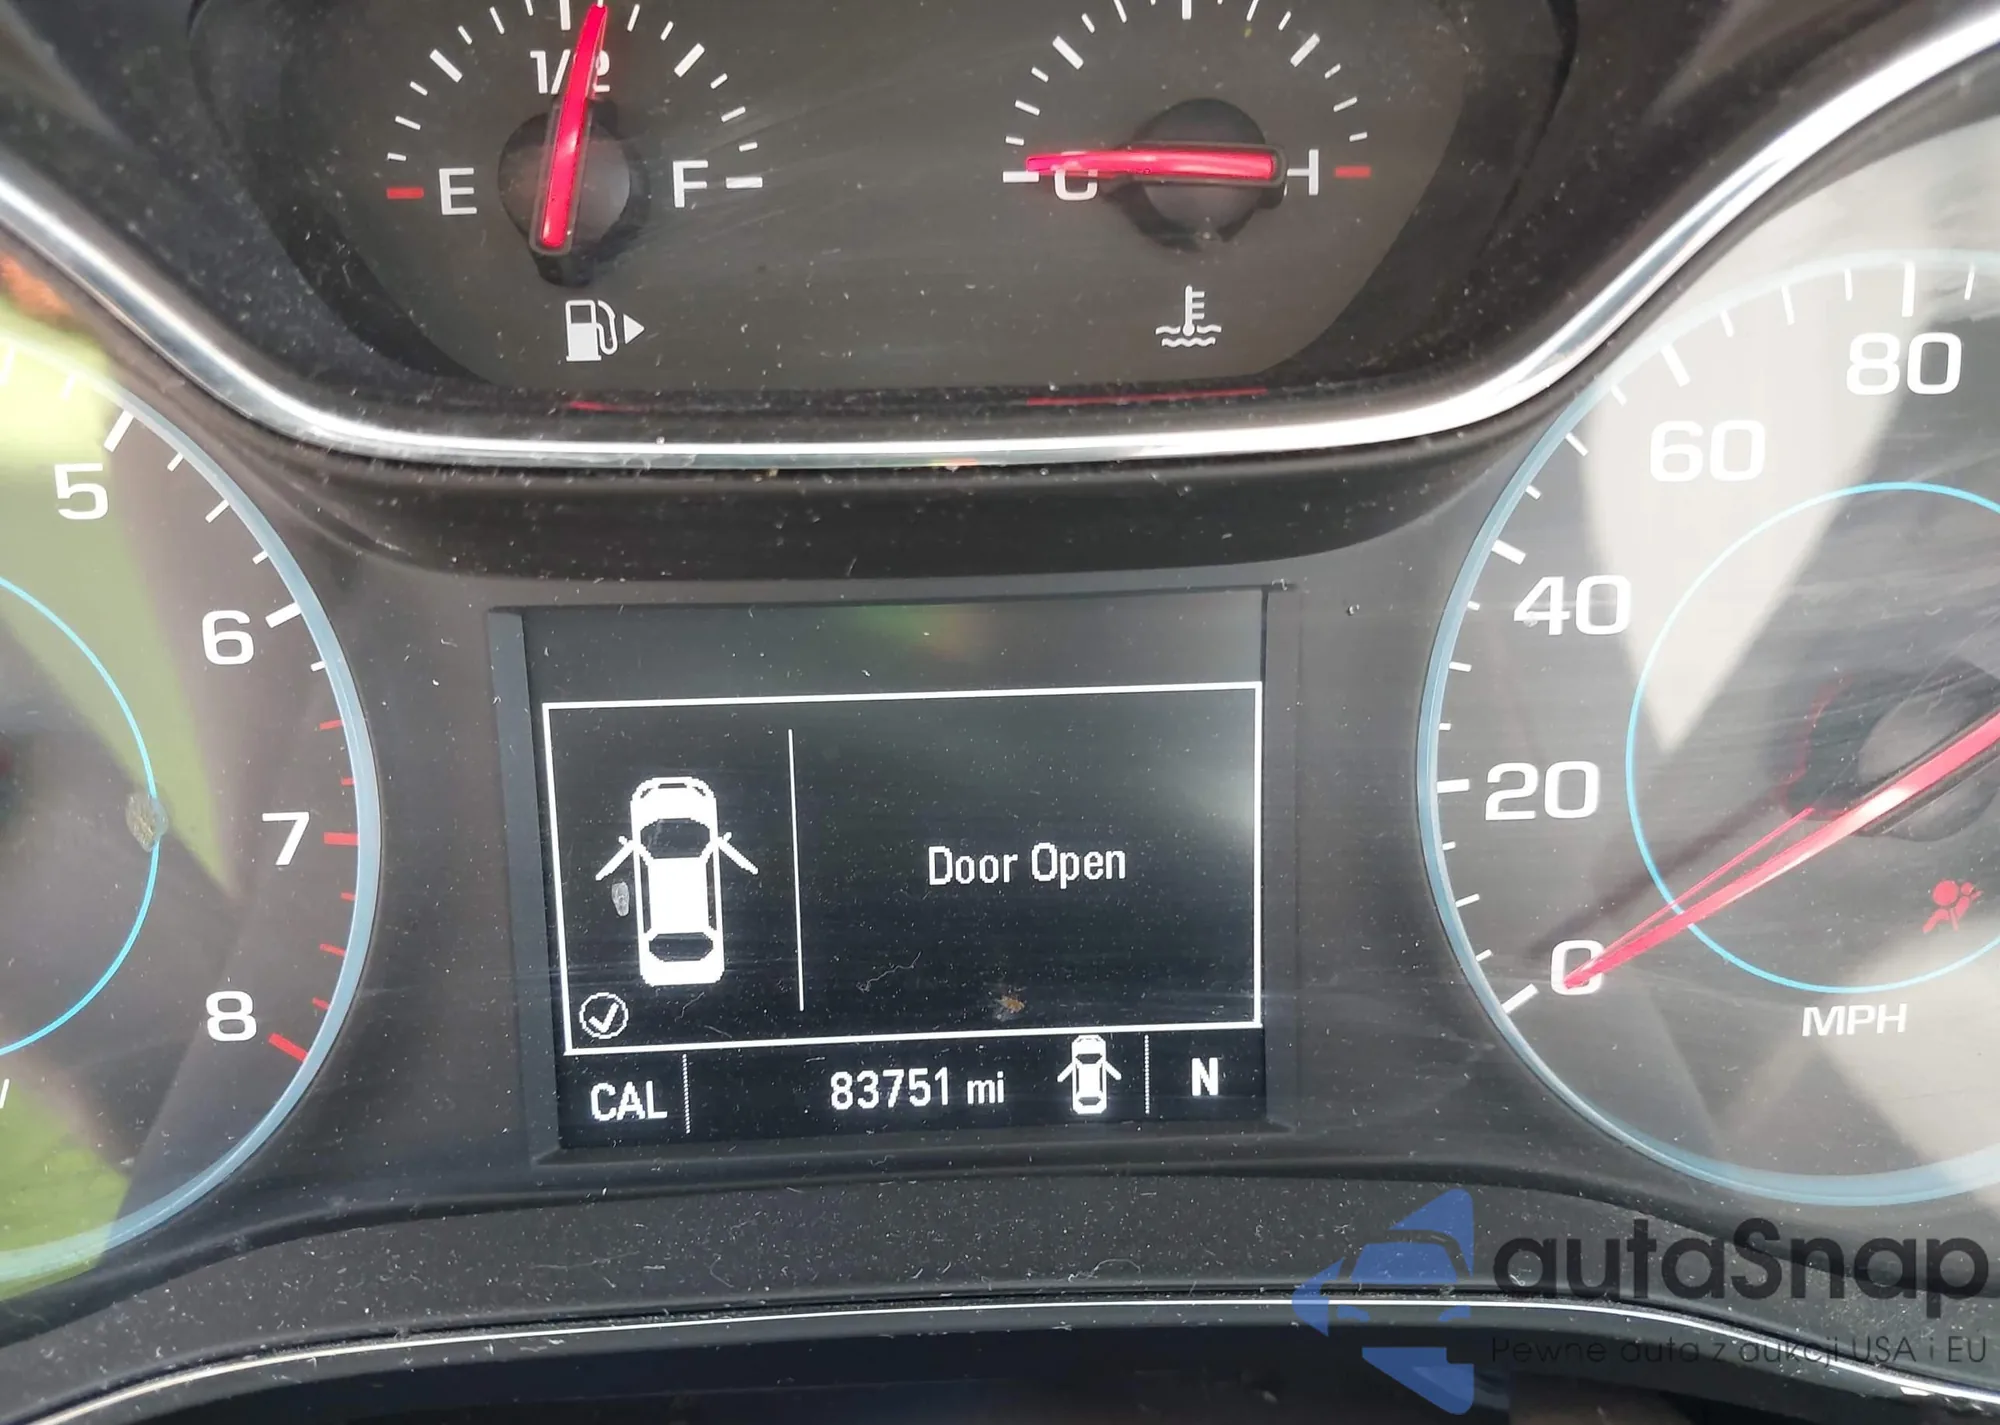 1/2
E
F
C
H
5
6
7
8
80
60
40
20
0
MPH
Door Open
CAL
83751 mi
N
autaSnap
Pewne auta z aukcji USA i EU